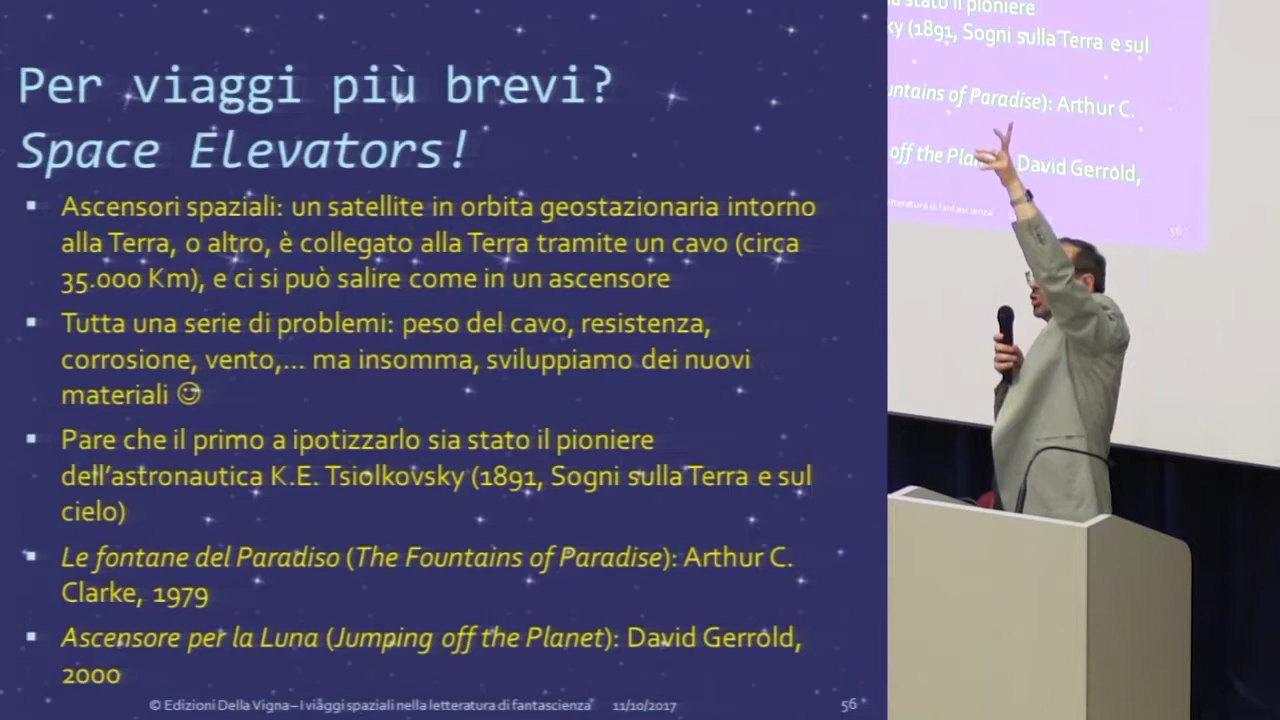 Per viaggi più brevi?
Space Elevators!
▪ Ascensori spaziali: un satellite in orbita geostazionaria intorno
alla Terra, o altro, è collegato alla Terra tramite un cavo (circa
35.000 Km), e ci si può salire come in un ascensore
▪ Tutta una serie di problemi: peso del cavo, resistenza,
corrosione, vento,... ma insomma, sviluppiamo dei nuovi
materiali 😉
▪ Pare che il primo a ipotizzarlo sia stato il pioniere
dell'astronautica K.E. Tsiolkovsky (1891, Sogni sulla Terra e sul
cielo)
▪ Le fontane del Paradiso (The Fountains of Paradise): Arthur C.
Clarke, 1979
▪ Ascensore per la Luna (Jumping off the Planet): David Gerrold,
2000
© Edizioni Della Vigna – I viaggi spaziali nella letteratura di fantascienza 11/10/2017 56
stato il pioniere
ky (1891, Sogni sulla Terra e sul
untains of Paradise): Arthur C.
off the David Gerrold,
letteratura di fantascienza 56